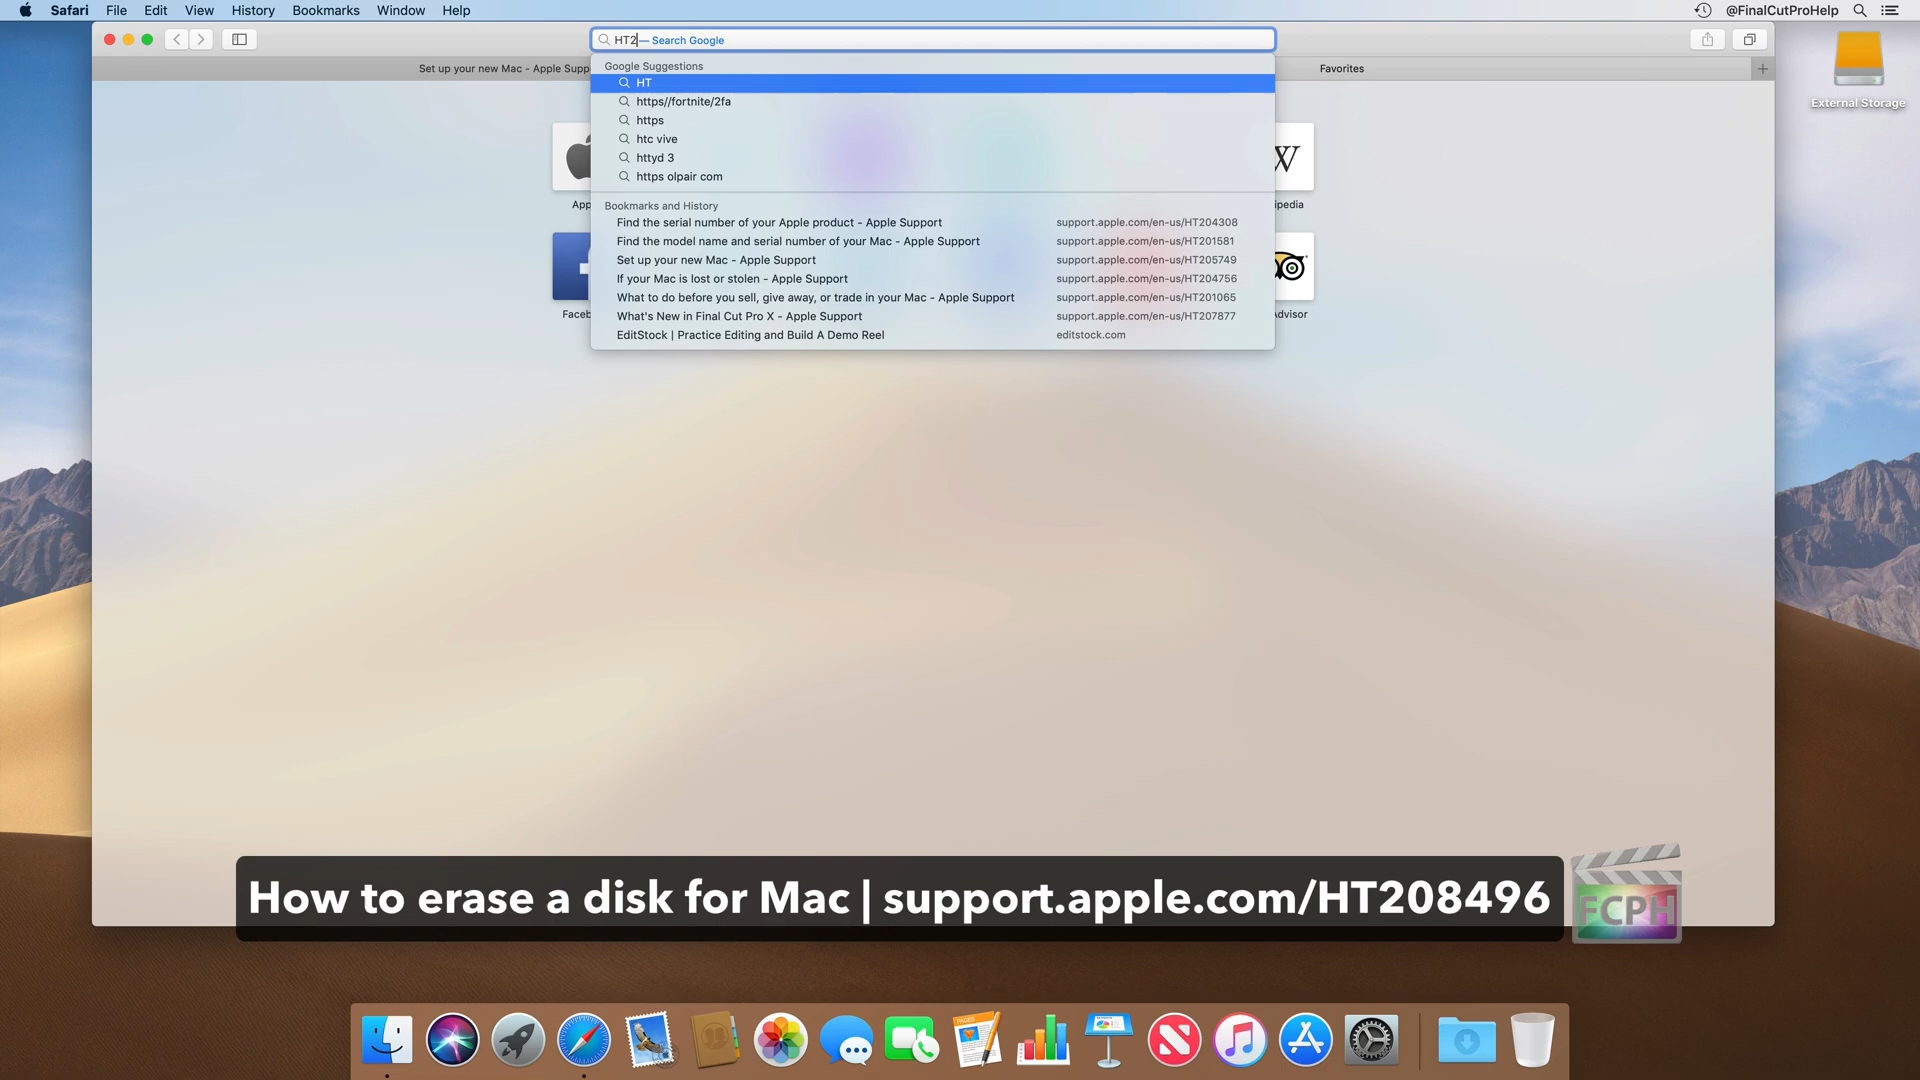 Safari File Edit View History Bookmarks Window Help
@FinalCutProHelp
HT2 — Search Google
Set up your new Mac - Apple Supp
Favorites
Google Suggestions
HT
https//fortnite/2fa
https
htc vive
httyd 3
https olpair com
Bookmarks and History
Find the serial number of your Apple product - Apple Support support.apple.com/en-us/HT204308
Find the model name and serial number of your Mac - Apple Support support.apple.com/en-us/HT201581
Set up your new Mac - Apple Support support.apple.com/en-us/HT205749
If your Mac is lost or stolen - Apple Support support.apple.com/en-us/HT204756
What to do before you sell, give away, or trade in your Mac - Apple Support support.apple.com/en-us/HT201065
What's New in Final Cut Pro X - Apple Support support.apple.com/en-us/HT207877
EditStock | Practice Editing and Build A Demo Reel editstock.com
App
ipedia
W
Faceb
dvisor
External Storage
How to erase a disk for Mac | support.apple.com/HT208496
FCPH
PAGES